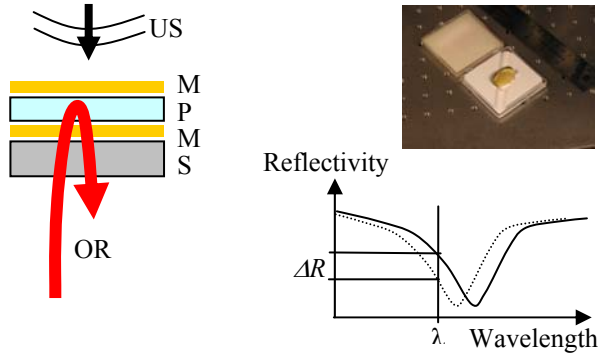 US
M
P
M
S
OR
Reflectivity
ΔR
λ.
Wavelength